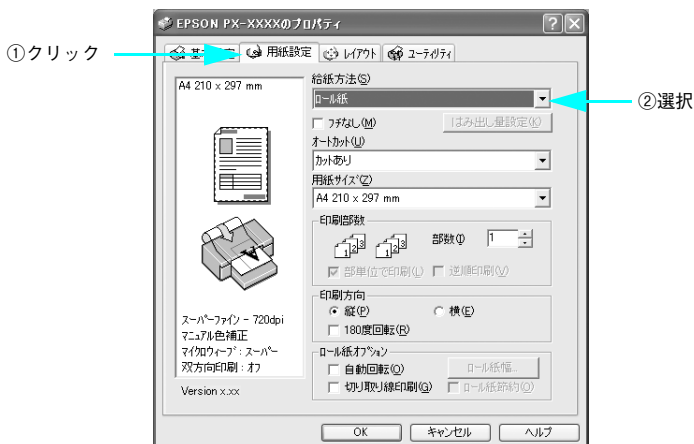 EPSON PX-XXXXのプロパティ
①クリック
用紙設定
レイアウト
ユーティリティ
A4 210 x 297 mm
スーパーファイン - 720dpi
マニュアル色補正
マイクロウィーブ : スーパー
双方向印刷 : オフ
Version x.xx
給紙方法(S)
ロール紙
②選択
フチなし(M)
はみ出し量設定(K)
オートカット(U)
カットあり
用紙サイズ(Z)
A4 210 x 297 mm
印刷部数
部数(I)
1
部単位で印刷(L)
逆順印刷(V)
印刷方向
縦(P)
横(E)
180度回転(R)
ロール紙オプション
自動回転(O)
ロール紙幅...
切り取り線印刷(G)
ロール紙節約(O)
OK
キャンセル
ヘルプ